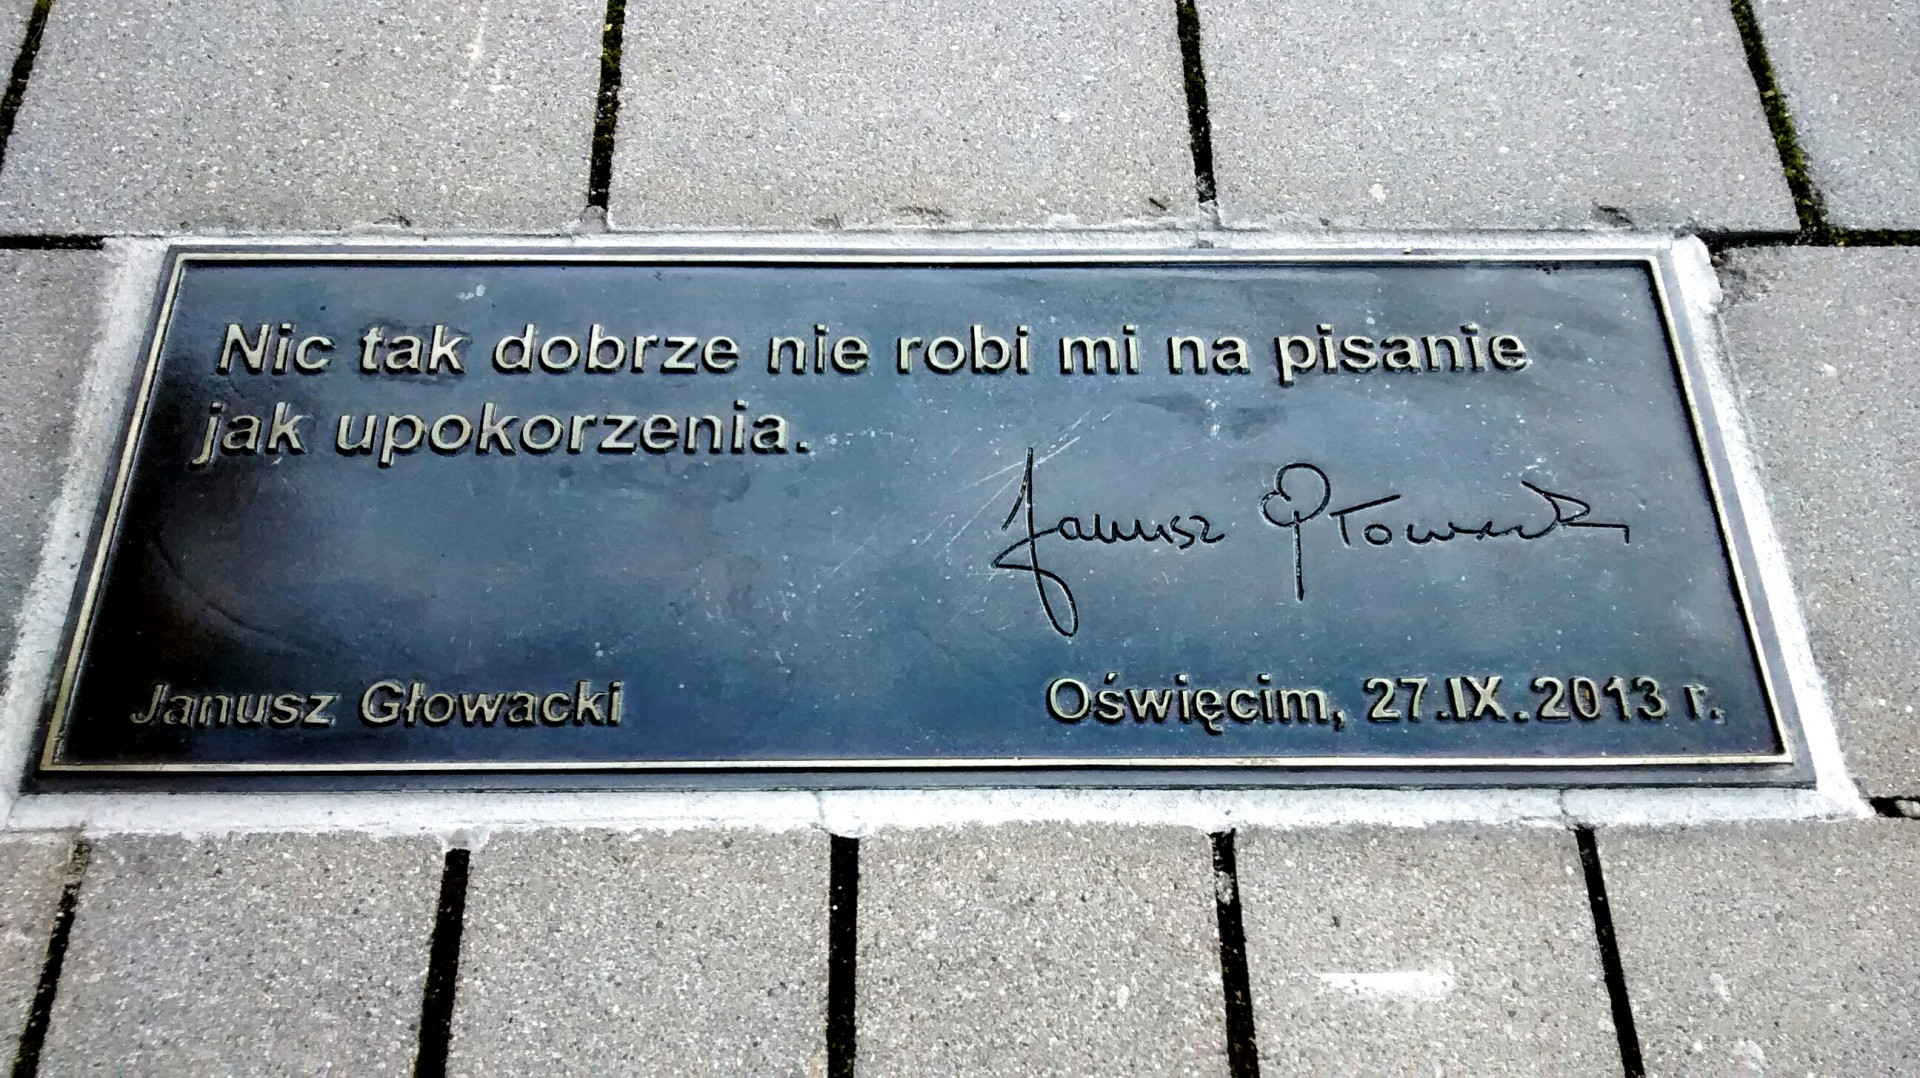 Nic tak dobrze nie robi mi na pisanie
jak upokorzenia.
Janusz Głowacki
Janusz Głowacki
Oświęcim, 27.IX.2013 r.